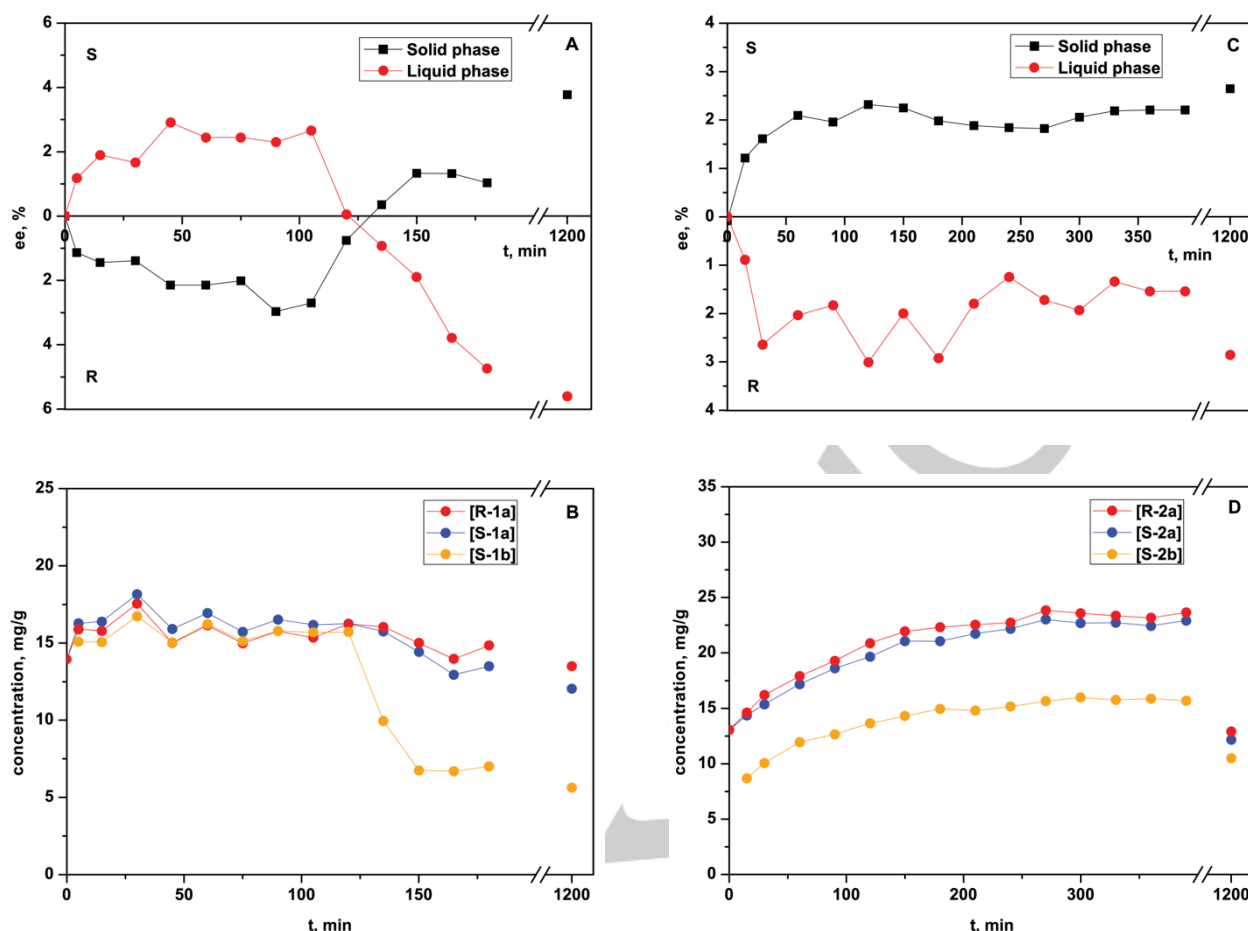 6
4
2
0
2
4
6
ee, %
S
R
A
Solid phase
Liquid phase
0
50
100
150
1200
t, min
4
3
2
1
0
1
2
3
4
ee, %
S
R
C
Solid phase
Liquid phase
0
50
100
150
200
250
300
350
1200
t, min
25
20
15
10
5
0
concentration, mg/g
B
[R-1a]
[S-1a]
[S-1b]
0
50
100
150
1200
t, min
35
30
25
20
15
10
5
0
concentration, mg/g
D
[R-2a]
[S-2a]
[S-2b]
0
100
200
300
1200
t, min